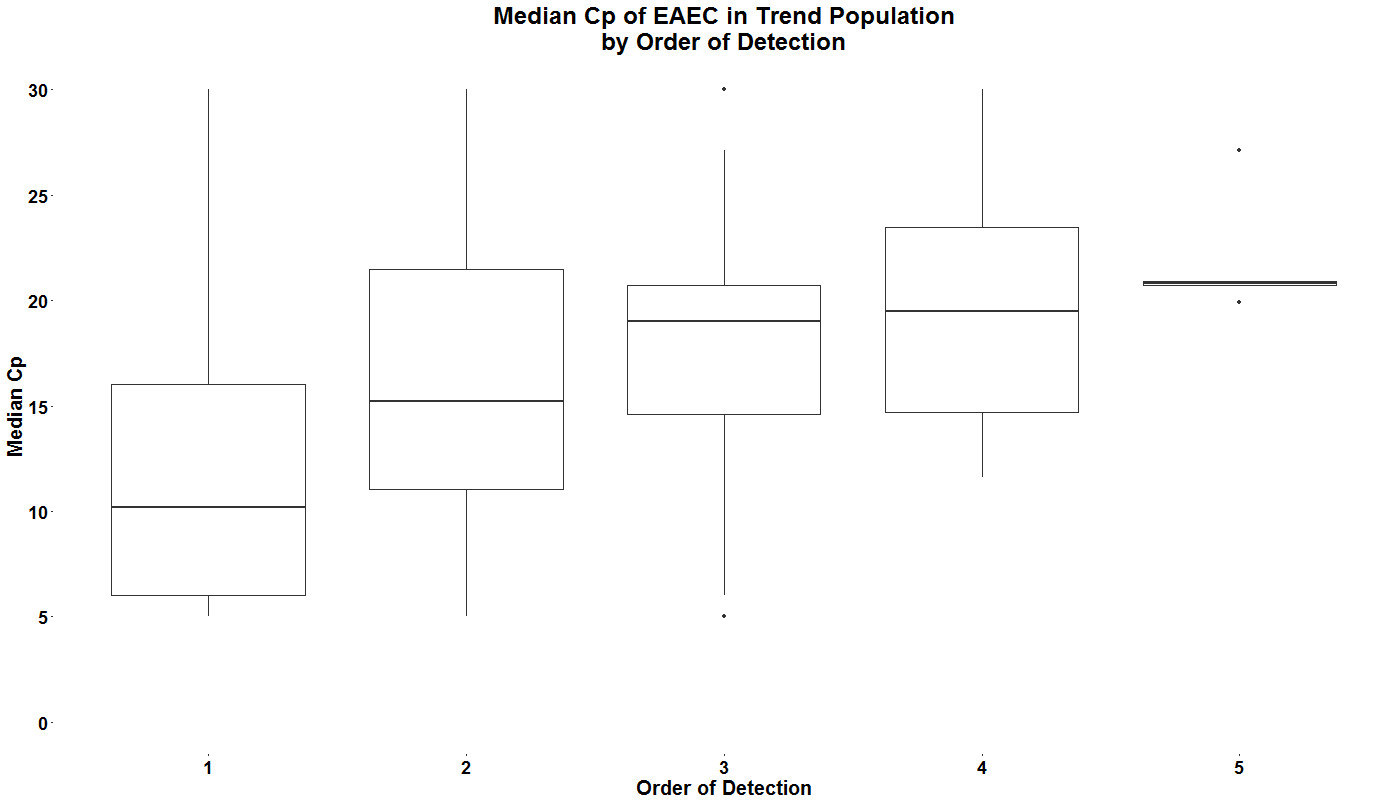 Median Cp of EAEC in Trend Population
by Order of Detection
30
25
20
15
10
5
0
Median Cp
1 2 3 4 5
Order of Detection